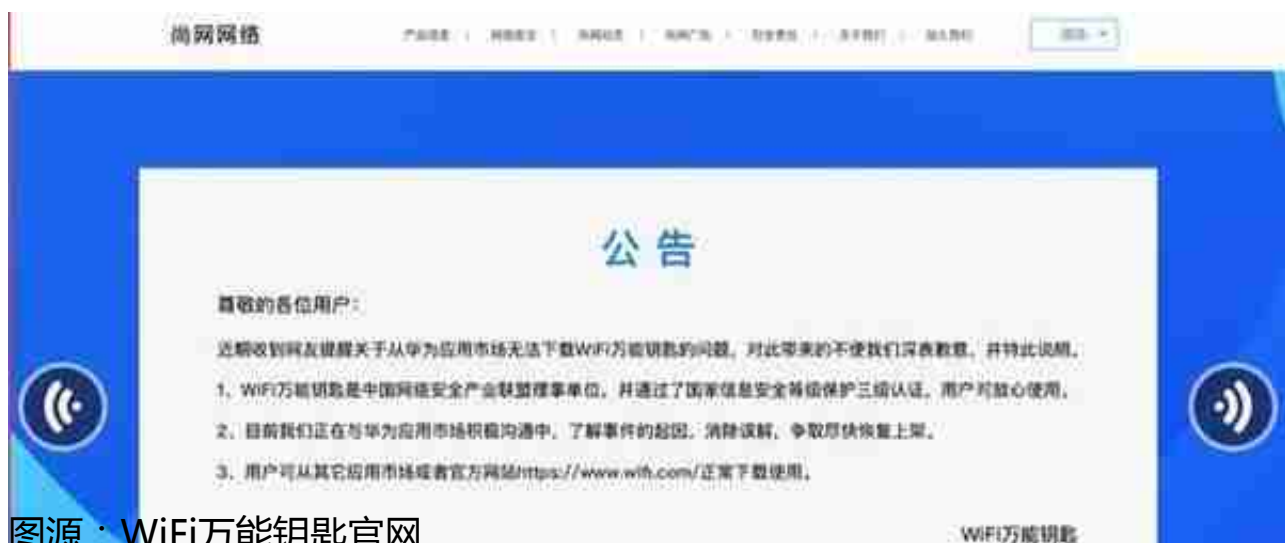 尚网网络
公告
尊敬的各位用户：
近期收到网友提醒关于从华为应用市场无法下载WiFi万能钥匙的问题，对此带来的不便我们深表歉意，并特此说明。
1、WiFi万能钥匙是中国网络安全产业联盟理事单位，并通过了国家信息安全等级保护三级认证，用户可放心使用。
2、目前我们正在与华为应用市场积极沟通中，了解事件的起因，消除误解，争取尽快恢复上架。
3、用户可从其它应用市场或者官方网站https://www.wifi.com/正常下载使用。
WiFi万能钥匙
图源：WiFi万能钥匙官网